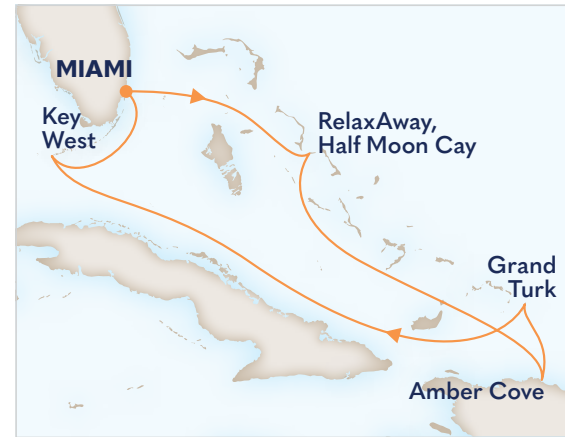 MIAMI
Key
West
RelaxAway,
Half Moon Cay
Grand
Turk
Amber Cove